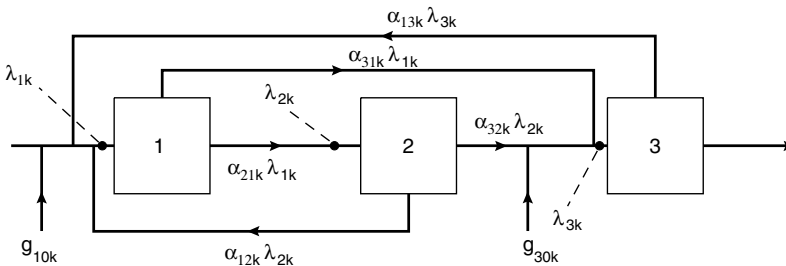 α13k λ3k
α31k λ1k
λ1k
λ2k
α32k λ2k
1
2
3
α21k λ1k
λ3k
g10k
α12k λ2k
g30k